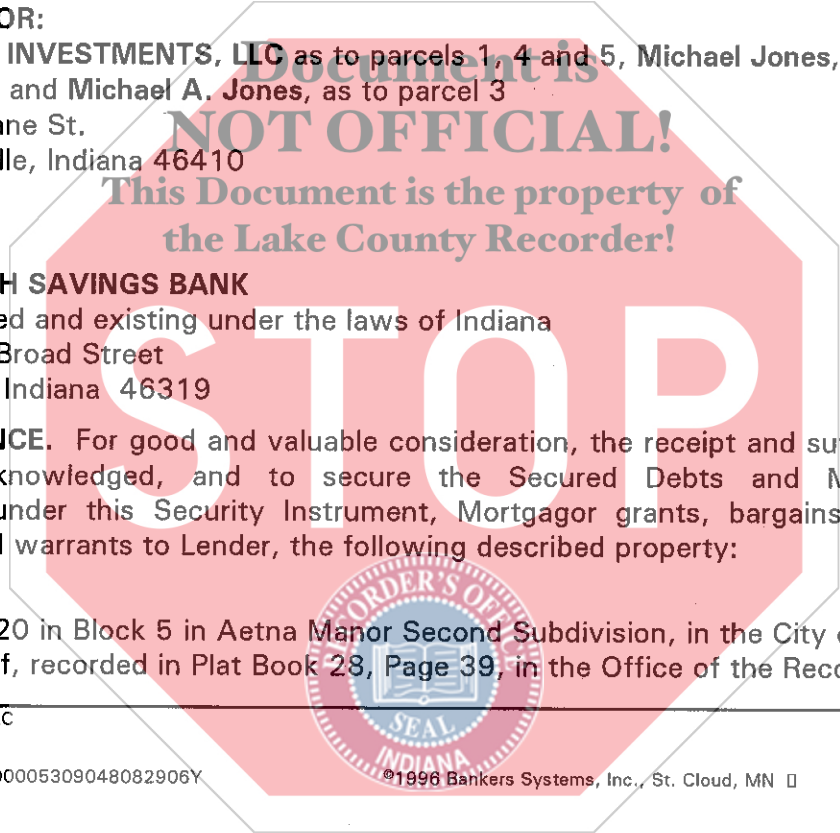 OR:
INVESTMENTS, LLC as to parcels 1, 4 and 5, Michael Jones,
and Michael A. Jones, as to parcel 3
ne St.
lle, Indiana 46410
Document is
NOT OFFICIAL!
This Document is the property of
the Lake County Recorder!
H SAVINGS BANK
ed and existing under the laws of Indiana
Broad Street
Indiana 46319
STOP
NCE. For good and valuable consideration, the receipt and su
knowledged, and to secure the Secured Debts and
under this Security Instrument, Mortgagor grants, bargains
warrants to Lender, the following described property:
20 in Block 5 in Aetna Manor Second Subdivision, in the City
f, recorded in Plat Book 28, Page 39, in the Office of the Reco
RECORDER'S OFFICE
SEAL
INDIANA
C
00005309048082906Y
©1996 Bankers Systems, Inc., St. Cloud, MN